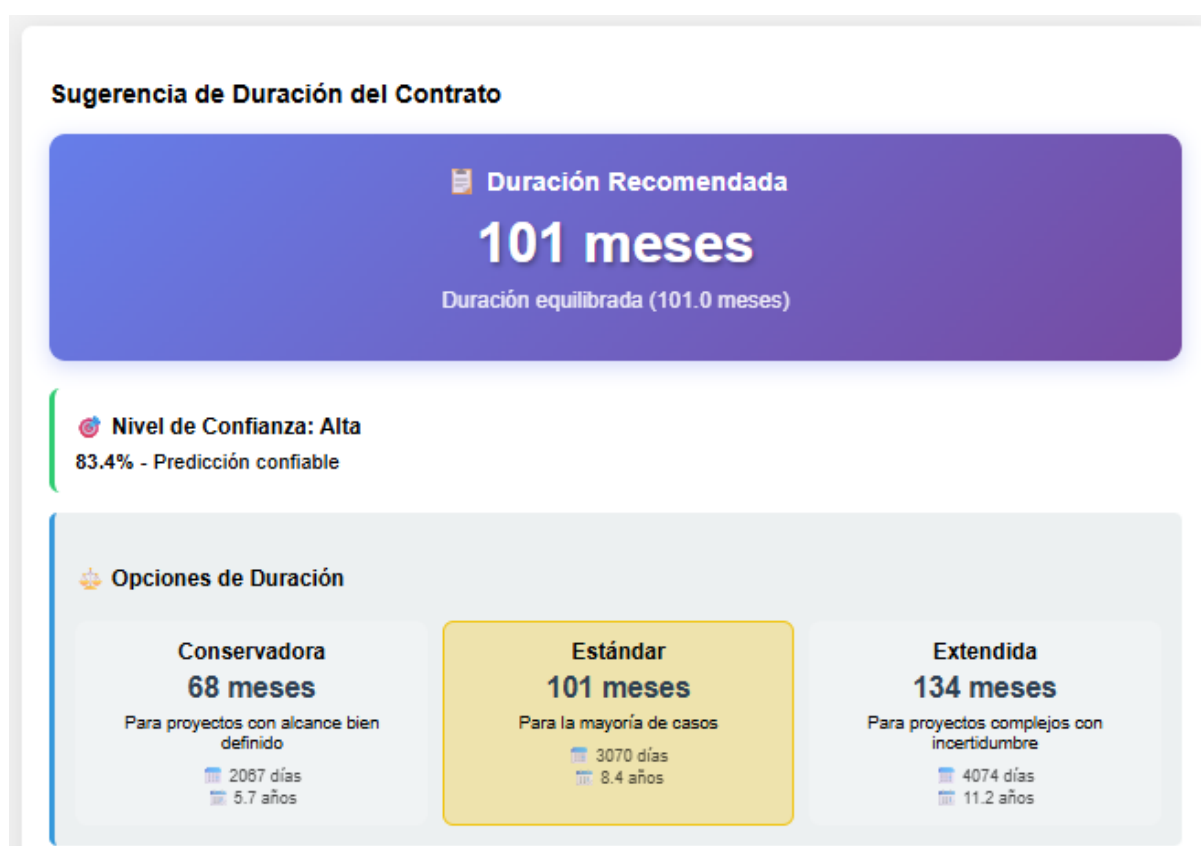 Sugerencia de Duración del Contrato
Duración Recomendada
101 meses
Duración equilibrada (101.0 meses)
Nivel de Confianza: Alta
83.4% - Predicción confiable
Opciones de Duración
Conservadora
68 meses
Para proyectos con alcance bien
definido
2067 días
5.7 años
Estándar
101 meses
Para la mayoría de casos
3070 días
8.4 años
Extendida
134 meses
Para proyectos complejos con
incertidumbre
4074 días
11.2 años